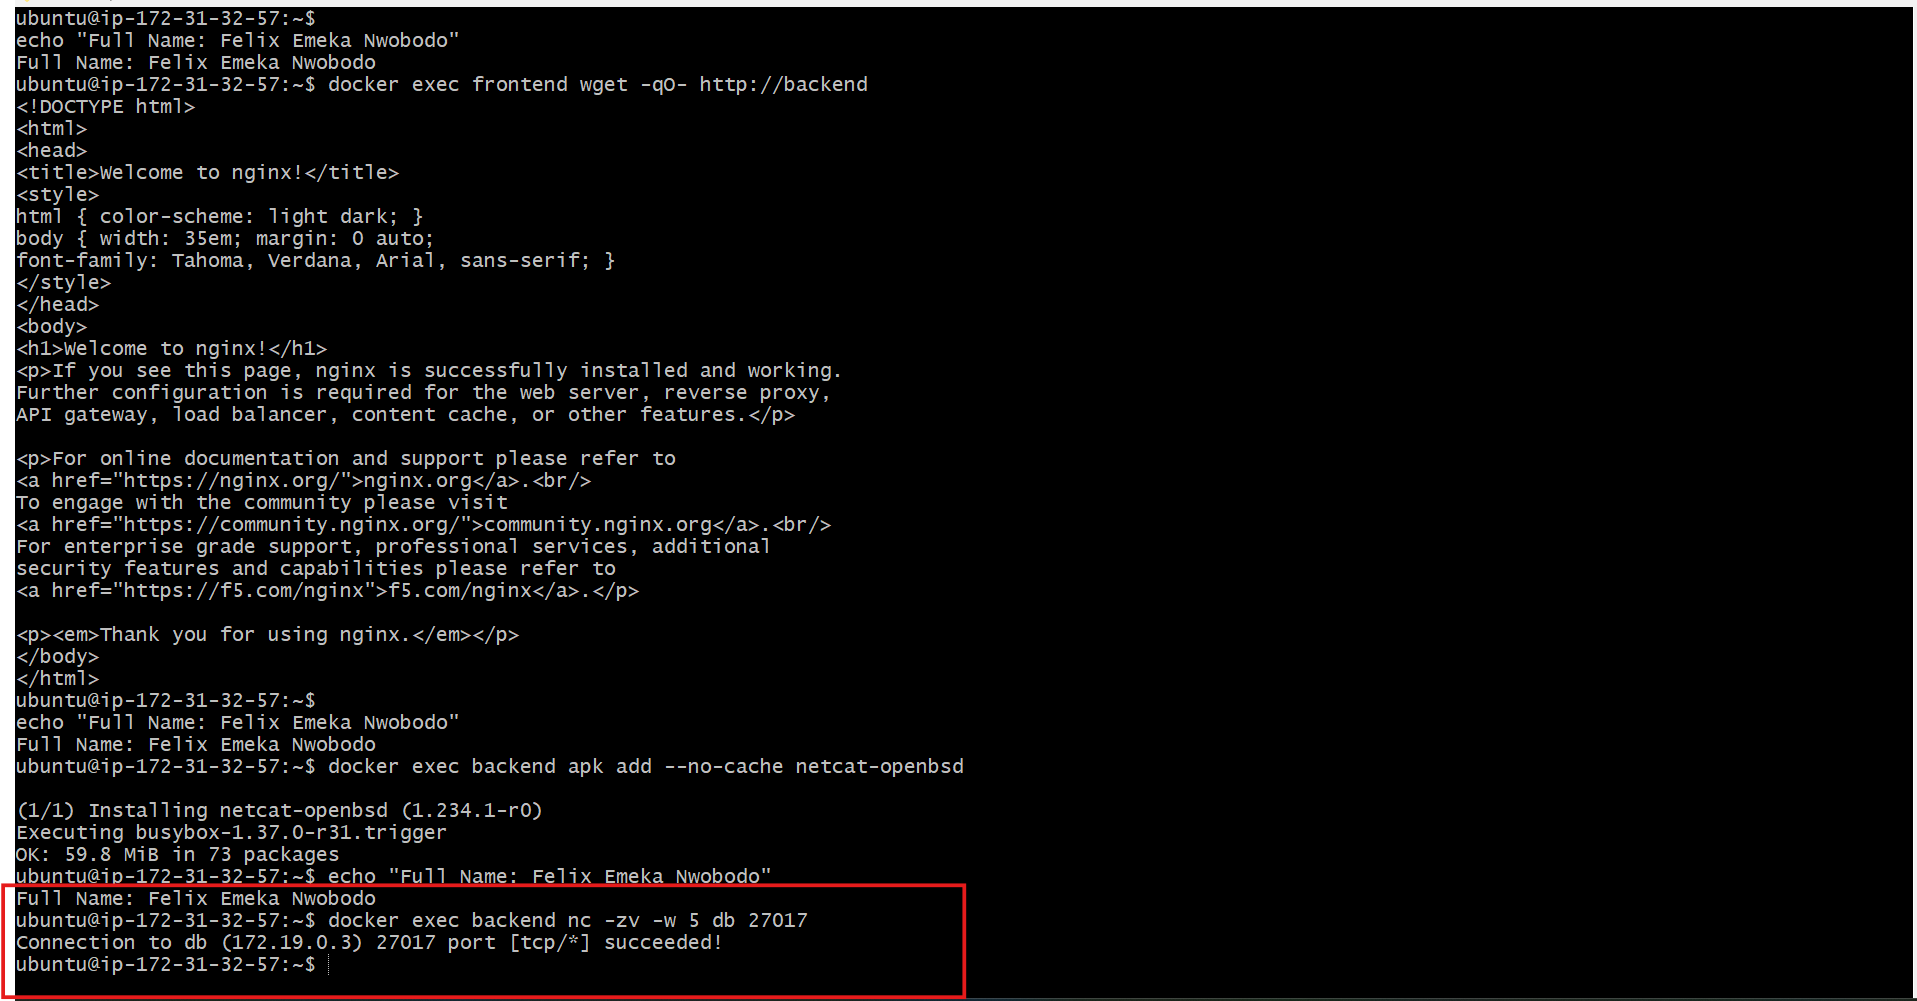 ubuntu@ip-172-31-32-57:~$
echo "Full Name: Felix Emeka Nwobodo"
Full Name: Felix Emeka Nwobodo
ubuntu@ip-172-31-32-57:~$ docker exec frontend wget -qO- http://backend
<!DOCTYPE html>
<html>
<head>
<title>Welcome to nginx!</title>
<style>
html { color-scheme: light dark; }
body { width: 35em; margin: 0 auto;
font-family: Tahoma, Verdana, Arial, sans-serif; }
</style>
</head>
<body>
<h1>Welcome to nginx!</h1>
<p>If you see this page, nginx is successfully installed and working.
Further configuration is required for the web server, reverse proxy,
API gateway, load balancer, content cache, or other features.</p>

<p>For online documentation and support please refer to
<a href="https://nginx.org/">nginx.org</a>.<br/>
To engage with the community please visit
<a href="https://community.nginx.org/">community.nginx.org</a>.<br/>
For enterprise grade support, professional services, additional
security features and capabilities please refer to
<a href="https://f5.com/nginx">f5.com/nginx</a>.</p>

<p><em>Thank you for using nginx.</em></p>
</body>
</html>
ubuntu@ip-172-31-32-57:~$
echo "Full Name: Felix Emeka Nwobodo"
Full Name: Felix Emeka Nwobodo
ubuntu@ip-172-31-32-57:~$ docker exec backend apk add --no-cache netcat-openbsd

(1/1) Installing netcat-openbsd (1.234.1-r0)
Executing busybox-1.37.0-r31.trigger
OK: 59.8 MiB in 73 packages
ubuntu@ip-172-31-32-57:~$ echo "Full Name: Felix Emeka Nwobodo"
Full Name: Felix Emeka Nwobodo
ubuntu@ip-172-31-32-57:~$ docker exec backend nc -zv -w 5 db 27017
Connection to db (172.19.0.3) 27017 port [tcp/*] succeeded!
ubuntu@ip-172-31-32-57:~$